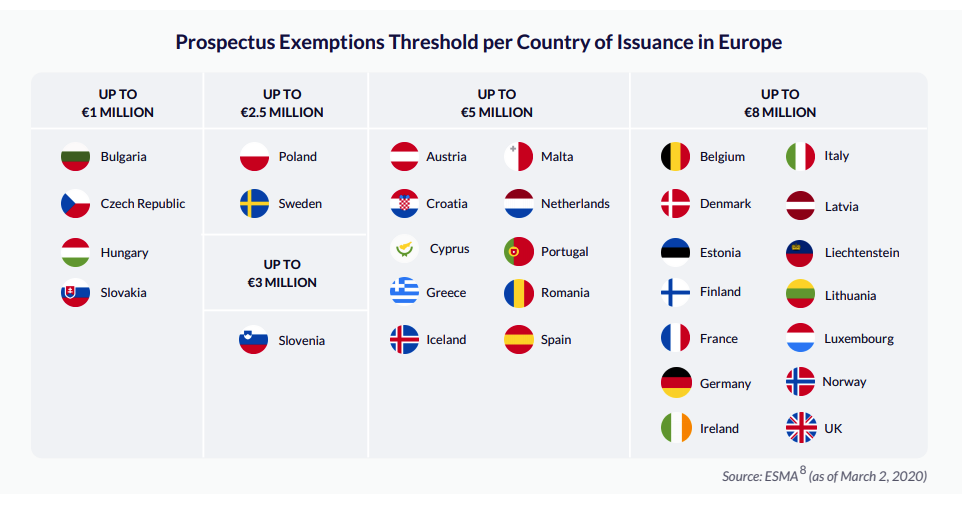 Prospectus Exemptions Threshold per Country of Issuance in Europe
UP TO
€1 MILLION
Bulgaria
Czech Republic
Hungary
Slovakia
UP TO
€2.5 MILLION
Poland
Sweden
UP TO
€3 MILLION
Slovenia
UP TO
€5 MILLION
Austria
Croatia
Cyprus
Greece
Iceland
Malta
Netherlands
Portugal
Romania
Spain
UP TO
€8 MILLION
Belgium
Denmark
Estonia
Finland
France
Germany
Ireland
Italy
Latvia
Liechtenstein
Lithuania
Luxembourg
Norway
UK
Source: ESMA⁸ (as of March 2, 2020)